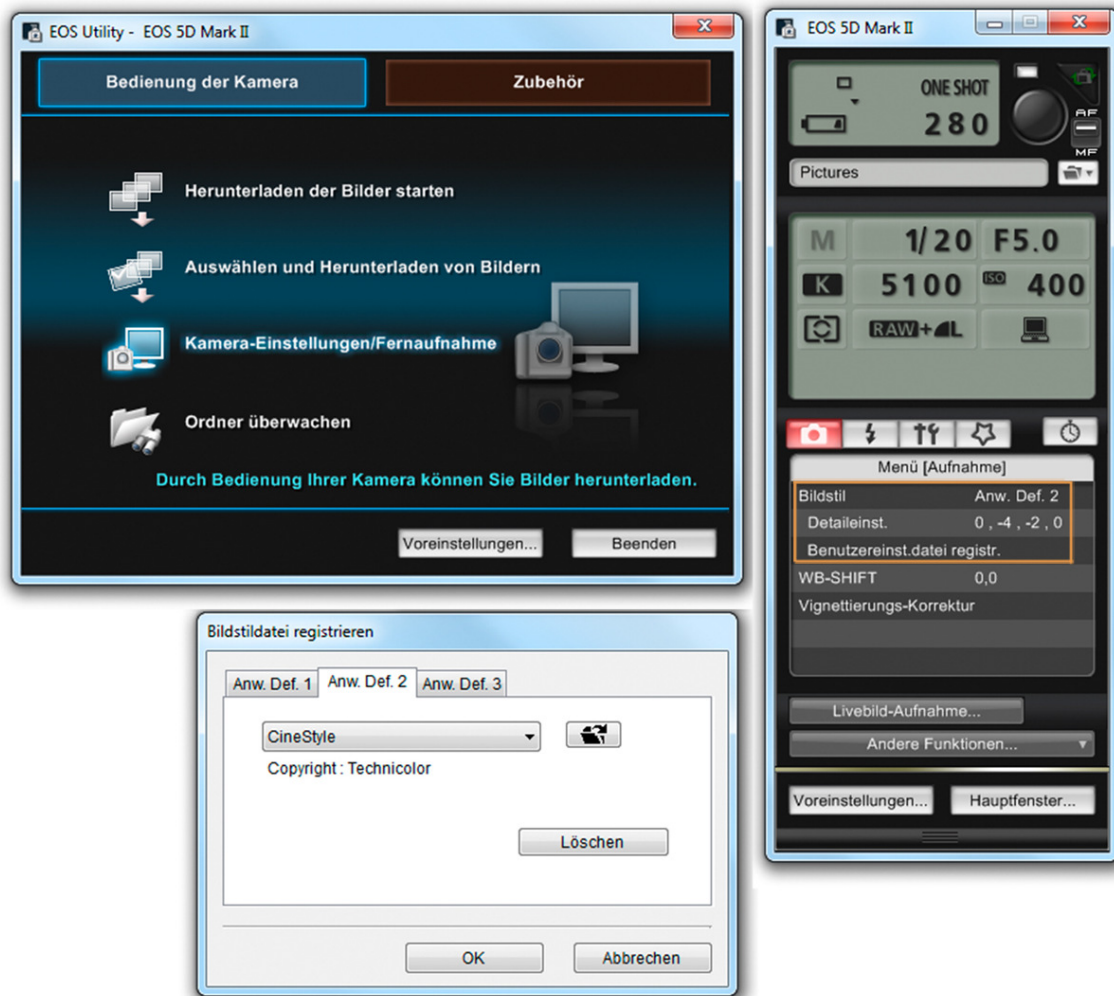 EOS Utility - EOS 5D Mark II
Bedienung der Kamera
Zubehör
Herunterladen der Bilder starten
Auswählen und Herunterladen von Bildern
Kamera-Einstellungen/Fernaufnahme
Ordner überwachen
Durch Bedienung Ihrer Kamera können Sie Bilder herunterladen.
Voreinstellungen...
Beenden
EOS 5D Mark II
ONE SHOT
280
AF
MF
Pictures
M 1/20 F5.0
K 5100 ISO 400
RAW+L
Menü [Aufnahme]
Bildstil Anw. Def. 2
Detaileinst. 0 , -4 , -2 , 0
Benutzereinst.datei registr.
WB-SHIFT 0,0
Vignettierungs-Korrektur
Livebild-Aufnahme...
Andere Funktionen...
Voreinstellungen...
Hauptfenster...
Bildstildatei registrieren
Anw. Def. 1
Anw. Def. 2
Anw. Def. 3
CineStyle
Copyright : Technicolor
Löschen
OK
Abbrechen